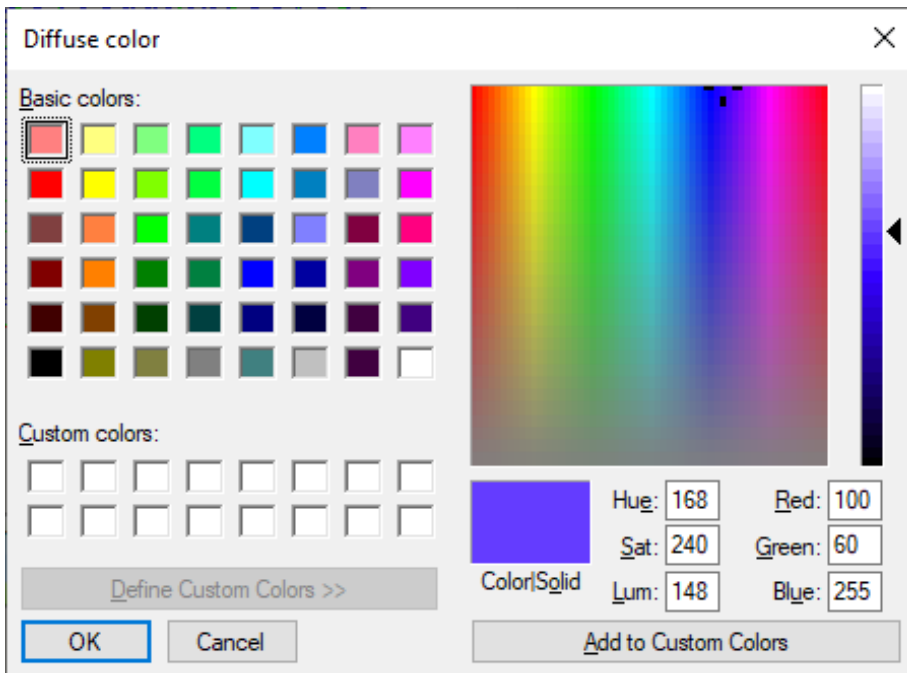 Diffuse color
Basic colors:
Custom colors:
Define Custom Colors >>
OK
Cancel
Color|Solid
Hue: 168
Sat: 240
Lum: 148
Red: 100
Green: 60
Blue: 255
Add to Custom Colors